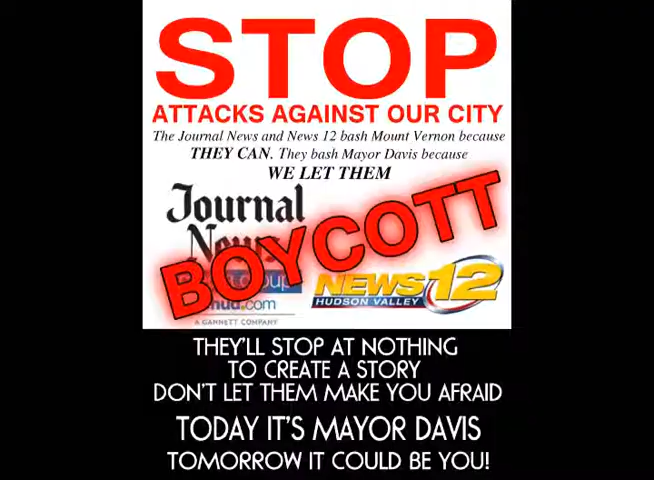 STOP
ATTACKS AGAINST OUR CITY
The Journal News and News 12 bash Mount Vernon because
THEY CAN. They bash Mayor Davis because
WE LET THEM
Journal
News
BOYCOTT
NEWS 12
HUDSON VALLEY
.com
A GANNETT COMPANY
THEY'LL STOP AT NOTHING
TO CREATE A STORY
DON'T LET THEM MAKE YOU AFRAID
TODAY IT'S MAYOR DAVIS
TOMORROW IT COULD BE YOU!